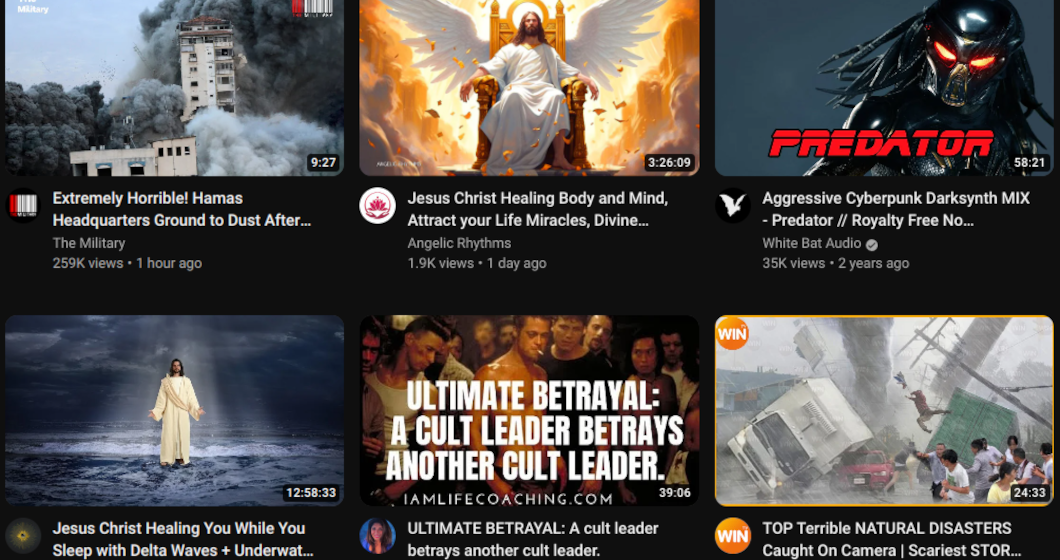 The
Military
9:27
3:26:09
PREDATOR
58:21
Extremely Horrible! Hamas
Headquarters Ground to Dust After...
The Military
259K views • 1 hour ago
Jesus Christ Healing Body and Mind,
Attract your Life Miracles, Divine...
Angelic Rhythms
1.9K views • 1 day ago
Aggressive Cyberpunk Darksynth MIX
- Predator // Royalty Free No...
White Bat Audio
35K views • 2 years ago
12:58:33
ULTIMATE BETRAYAL:
A CULT LEADER BETRAYS
ANOTHER CULT LEADER.
IAMLIFECOACHING.COM
39:06
WIN
24:33
Jesus Christ Healing You While You
Sleep with Delta Waves + Underwat...
ULTIMATE BETRAYAL: A cult leader
betrays another cult leader.
WIN
TOP Terrible NATURAL DISASTERS
Caught On Camera | Scariest STOR...